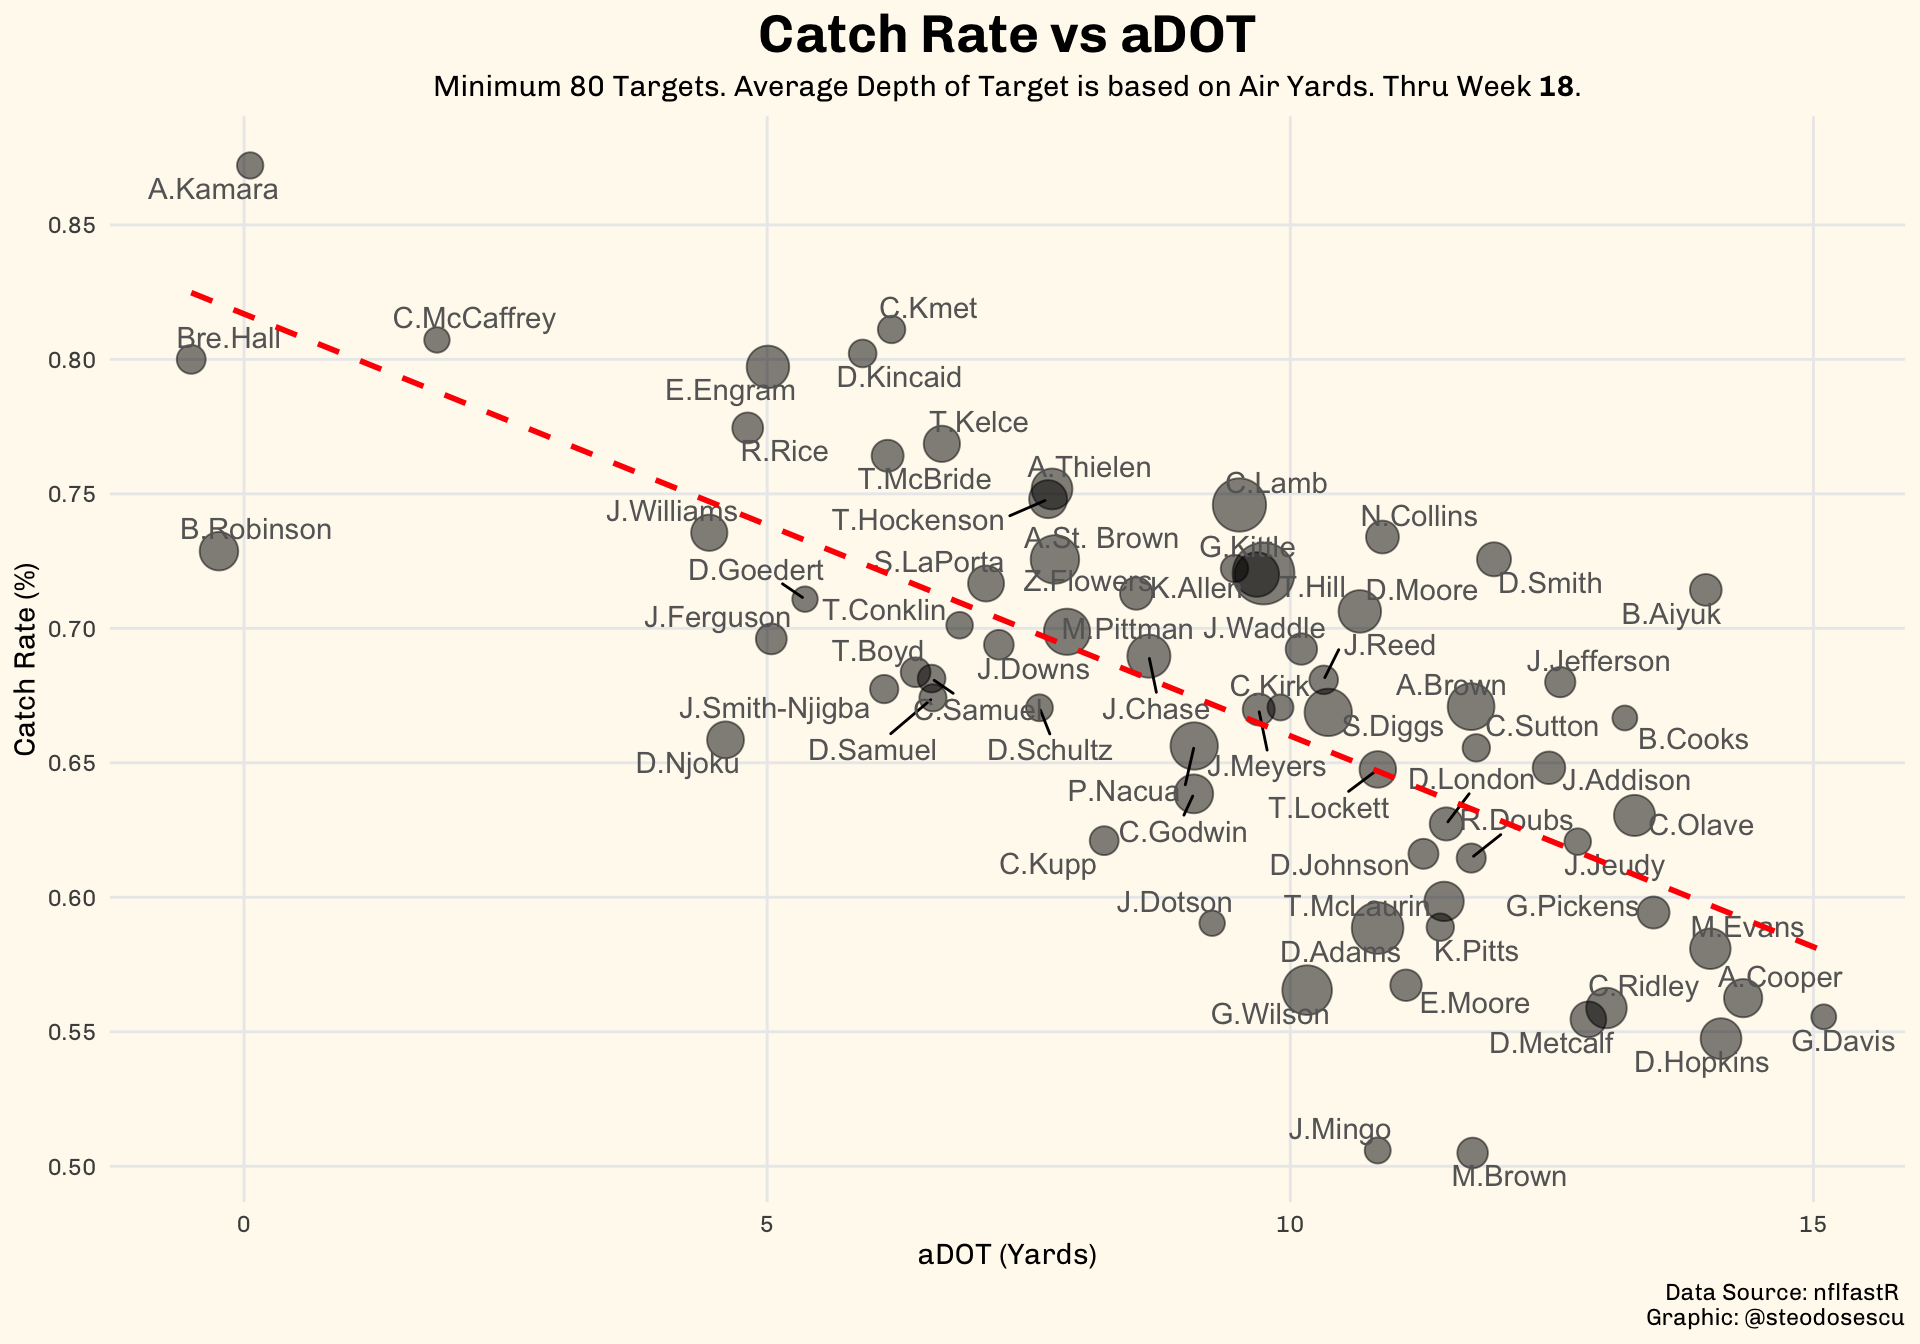 Catch Rate vs aDOT
Minimum 80 Targets. Average Depth of Target is based on Air Yards. Thru Week 18.
Catch Rate (%)
0.85
0.80
0.75
0.70
0.65
0.60
0.55
0.50
A.Kamara
C.Kmet
C.McCaffrey
Bre.Hall
D.Kincaid
E.Engram
T.Kelce
R.Rice
A.Thielen
T.McBride
C.Lamb
J.Williams
N.Collins
T.Hockenson
B.Robinson
A.St. Brown
G.Kittle
S.LaPorta
D.Goedert
Z.Flowers
K.Allen
T.Hill
D.Moore
D.Smith
T.Conklin
B.Aiyuk
J.Ferguson
M.Pittman
J.Waddle
J.Reed
T.Boyd
J.Downs
J.Jefferson
C.Kirk
A.Brown
J.Smith-Njigba
C.Samuel
J.Chase
S.Diggs
C.Sutton
B.Cooks
D.Samuel
D.Schultz
D.Njoku
J.Meyers
D.London
J.Addison
P.Nacua
T.Lockett
R.Doubs
C.Olave
C.Godwin
C.Kupp
D.Johnson
J.Jeudy
J.Dotson
T.McLaurin
G.Pickens
M.Evans
D.Adams
K.Pitts
A.Cooper
C.Ridley
E.Moore
G.Wilson
D.Metcalf
G.Davis
D.Hopkins
J.Mingo
M.Brown
0
5
10
15
aDOT (Yards)
Data Source: nflfastR
Graphic: @steodosescu